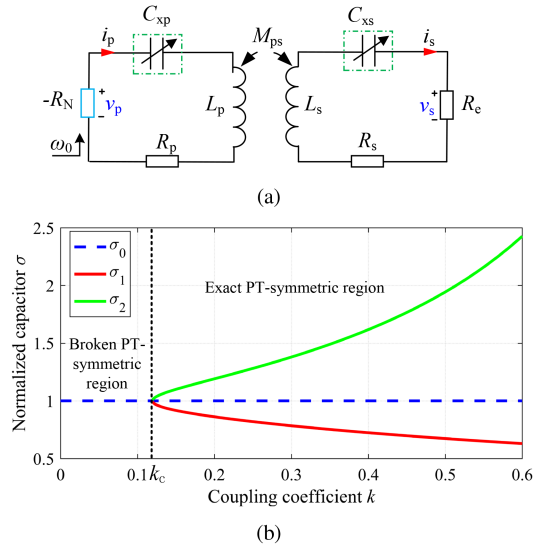 C_xp
C_xs
i_p
M_ps
i_s
-R_N
+
v_p
-
L_p
L_s
+
v_s
-
R_e
ω_0
R_p
R_s
(a)
2.5
2
1.5
1
0.5
Normalized capacitor σ
σ_0
σ_1
σ_2
Exact PT-symmetric region
Broken PT-
symmetric
region
0 0.1 k_C 0.2 0.3 0.4 0.5 0.6
Coupling coefficient k
(b)